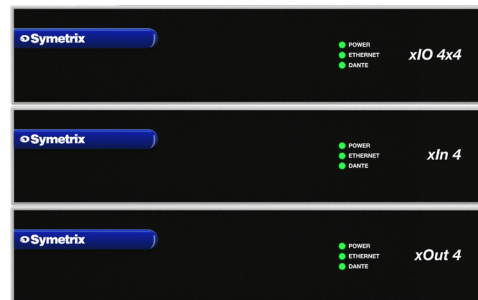 Symetrix
POWER
ETHERNET
DANTE
xIO 4x4
Symetrix
POWER
ETHERNET
DANTE
xIn 4
Symetrix
POWER
ETHERNET
DANTE
xOut 4